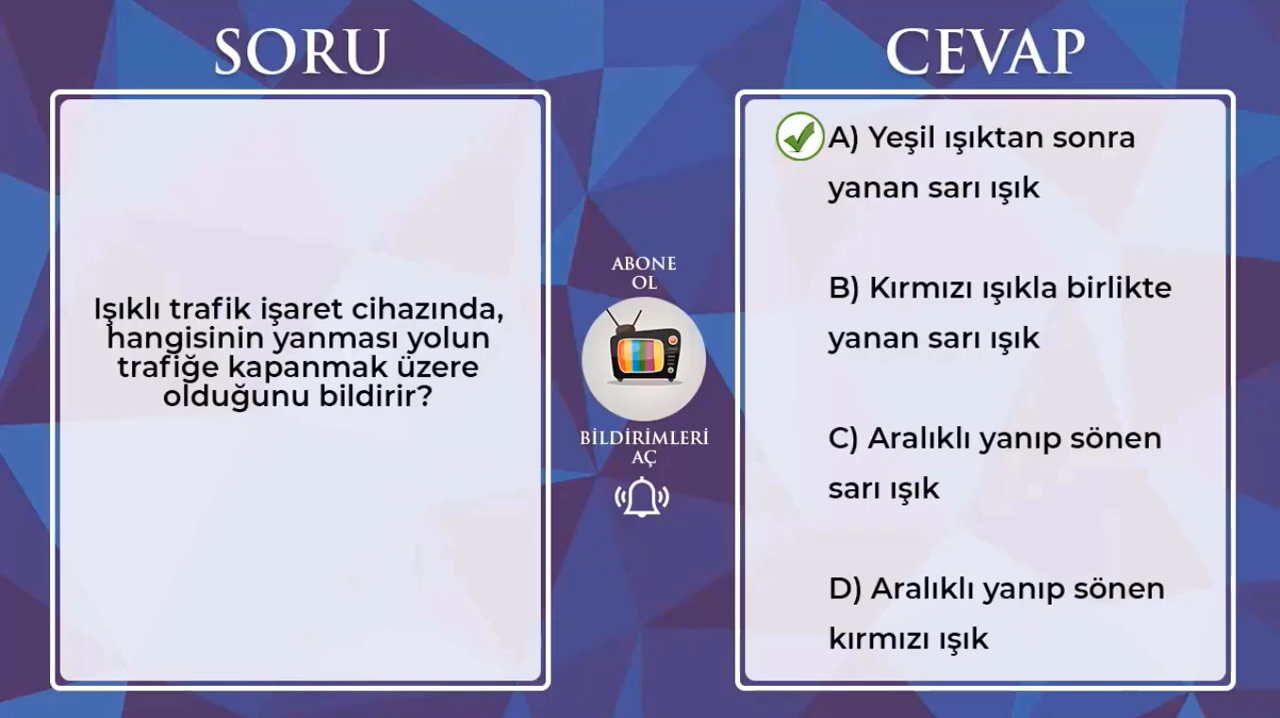 SORU
Işıklı trafik işaret cihazında,
hangisinin yanması yolun
trafiğe kapanmak üzere
olduğunu bildirir?
ABONE
OL
BİLDİRİMLERİ
AÇ
CEVAP
A) Yeşil ışıktan sonra
yanan sarı ışık
B) Kırmızı ışıkla birlikte
yanan sarı ışık
C) Aralıklı yanıp sönen
sarı ışık
D) Aralıklı yanıp sönen
kırmızı ışık